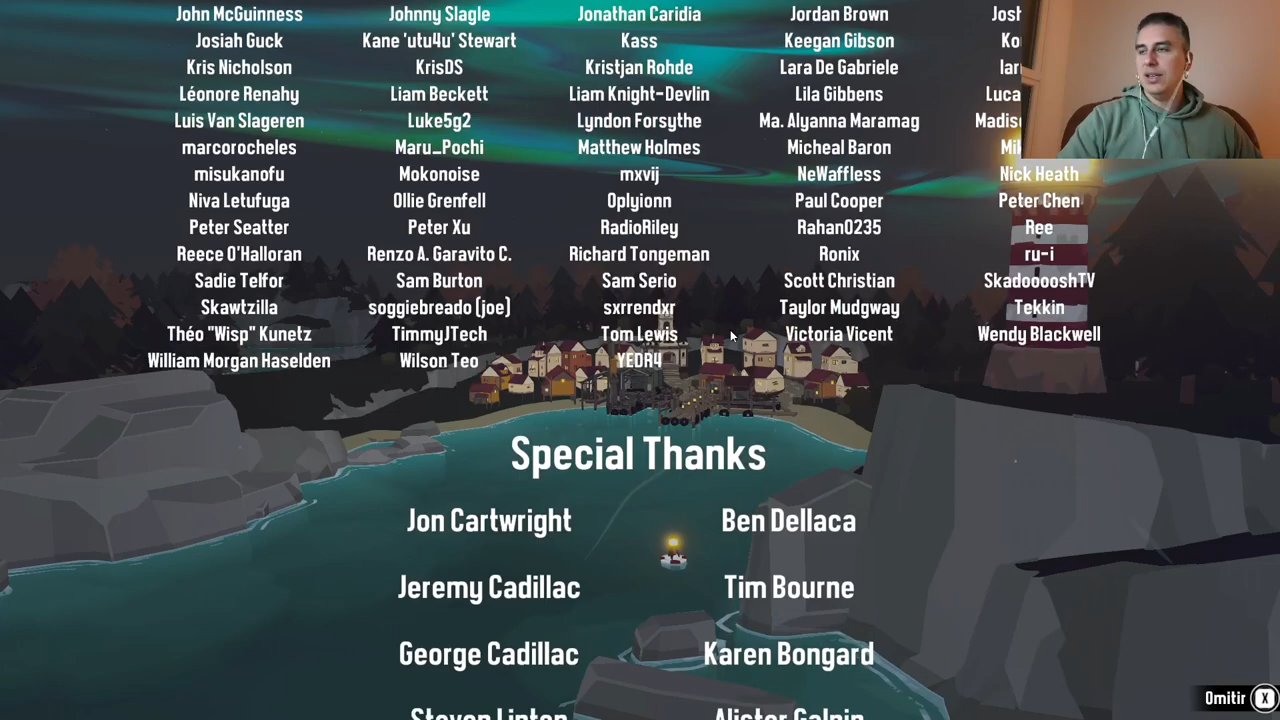 John McGuinness Johnny Slagle Jonathan Caridia Jordan Brown Josh
Josiah Guck Kane 'utu4u' Stewart Kass Keegan Gibson
Kris Nicholson KrisDS Kristjan Rohde Lara De Gabriele
Léonore Renahy Liam Beckett Liam Knight-Devlin Lila Gibbens Luca
Luis Van Slageren Luke5g2 Lyndon Forsythe Ma. Alyanna Maramag
marcorocheles Maru_Pochi Matthew Holmes Micheal Baron
misukanofu Mokonoise mxvij NeWaffless Nick Heath
Niva Letufuga Ollie Grenfell Oplyionn Paul Cooper Peter Chen
Peter Seatter Peter Xu RadioRiley Rahan0235 Ree
Reece O'Halloran Renzo A. Garavito C. Richard Tongeman Ronix ru-i
Sadie Telfor Sam Burton Sam Serio Scott Christian SkadooooshTV
Skawtzilla soggiebreado (joe) sxrrendxr Taylor Mudgway Tekkin
Théo "Wisp" Kunetz TimmyJTech Tom Lewis Victoria Vicent Wendy Blackwell
William Morgan Haselden Wilson Teo YEDR4
Special Thanks
Jon Cartwright Ben Dellaca
Jeremy Cadillac Tim Bourne
George Cadillac Karen Bongard
Steven Linton Alister Galpin
Omitir X